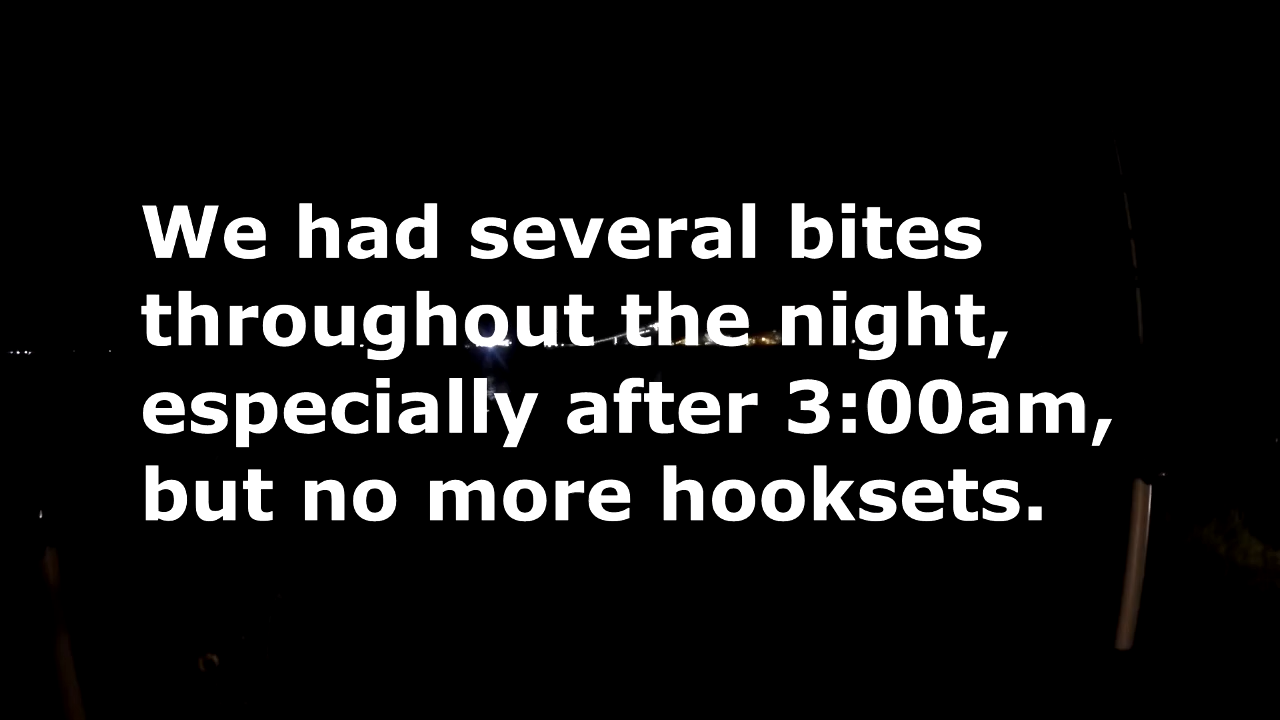 We had several bites
throughout the night,
especially after 3:00am,
but no more hooksets.